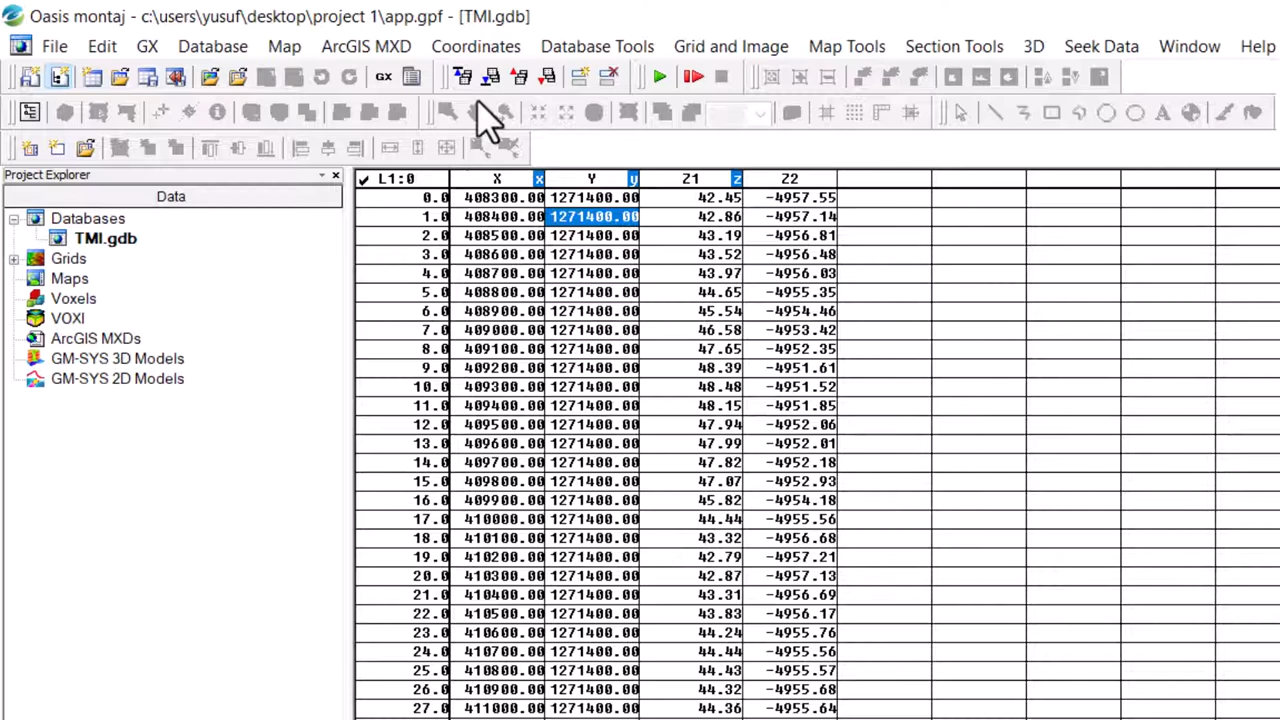 Oasis montaj - c:\users\yusuf\desktop\project 1\app.gpf - [TMI.gdb]
File Edit GX Database Map ArcGIS MXD Coordinates Database Tools Grid and Image Map Tools Section Tools 3D Seek Data Window Help
GX
A
Project Explorer
Data
Databases
TMI.gdb
Grids
Maps
Voxels
VOXI
ArcGIS MXDs
GM-SYS 3D Models
GM-SYS 2D Models
✓ L1:0 X x Y y Z1 z Z2
0.0 408300.00 1271400.00 42.45 -4957.55
1.0 408400.00 1271400.00 42.86 -4957.14
2.0 408500.00 1271400.00 43.19 -4956.81
3.0 408600.00 1271400.00 43.52 -4956.48
4.0 408700.00 1271400.00 43.97 -4956.03
5.0 408800.00 1271400.00 44.65 -4955.35
6.0 408900.00 1271400.00 45.54 -4954.46
7.0 409000.00 1271400.00 46.58 -4953.42
8.0 409100.00 1271400.00 47.65 -4952.35
9.0 409200.00 1271400.00 48.39 -4951.61
10.0 409300.00 1271400.00 48.48 -4951.52
11.0 409400.00 1271400.00 48.15 -4951.85
12.0 409500.00 1271400.00 47.94 -4952.06
13.0 409600.00 1271400.00 47.99 -4952.01
14.0 409700.00 1271400.00 47.82 -4952.18
15.0 409800.00 1271400.00 47.07 -4952.93
16.0 409900.00 1271400.00 45.82 -4954.18
17.0 410000.00 1271400.00 44.44 -4955.56
18.0 410100.00 1271400.00 43.32 -4956.68
19.0 410200.00 1271400.00 42.79 -4957.21
20.0 410300.00 1271400.00 42.87 -4957.13
21.0 410400.00 1271400.00 43.31 -4956.69
22.0 410500.00 1271400.00 43.83 -4956.17
23.0 410600.00 1271400.00 44.24 -4955.76
24.0 410700.00 1271400.00 44.44 -4955.56
25.0 410800.00 1271400.00 44.43 -4955.57
26.0 410900.00 1271400.00 44.32 -4955.68
27.0 411000.00 1271400.00 44.36 -4955.64